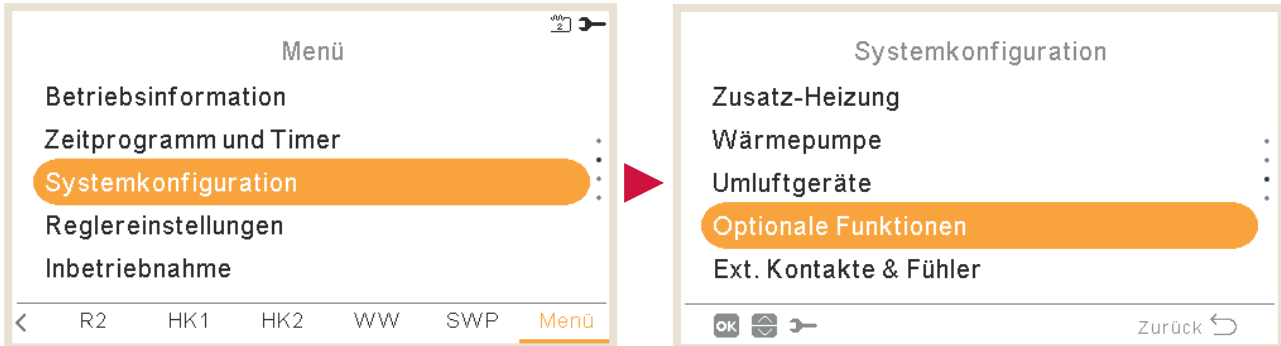 2
Menü
Betriebsinformation
Zeitprogramm und Timer
Systemkonfiguration
Reglereinstellungen
Inbetriebnahme
R2 HK1 HK2 WW SWP Menü
Systemkonfiguration
Zusatz-Heizung
Wärmepumpe
Umluftgeräte
Optionale Funktionen
Ext. Kontakte & Fühler
OK Zurück